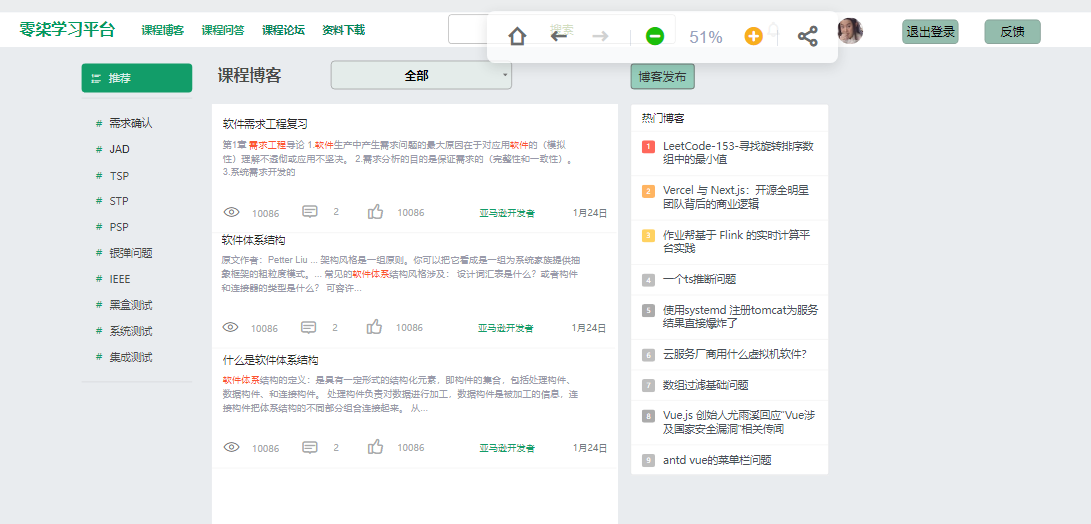 零柒学习平台 课程博客 课程问答 课程论坛 资料下载 搜索 51% 退出登录 反馈
推荐
# 需求确认
# JAD
# TSP
# STP
# PSP
# 银弹问题
# IEEE
# 黑盒测试
# 系统测试
# 集成测试
课程博客 全部 博客发布
软件需求工程复习
第1章 需求工程导论 1.软件生产中产生需求问题的最大原因在于对应用软件的（模拟
性）理解不透彻或应用不坚决。 2.需求分析的目的是保证需求的（完整性和一致性）。
3.系统需求开发的
10086 2 10086 亚马逊开发者 1月24日
软件体系结构
原文作者：Petter Liu ... 架构风格是一组原则。你可以把它看成是一组为系统家族提供抽
象框架的粗粒度模式。... 常见的软件体系结构风格涉及： 设计词汇表是什么？或者构件
和连接器的类型是什么？ 可容许...
10086 2 10086 亚马逊开发者 1月24日
什么是软件体系结构
软件体系结构的定义：是具有一定形式的结构化元素，即构件的集合，包括处理构件、
数据构件、和连接构件。 处理构件负责对数据进行加工，数据构件是被加工的信息，连
接构件把体系结构的不同部分组合连接起来。 从...
10086 2 10086 亚马逊开发者 1月24日
热门博客
1 LeetCode-153-寻找旋转排序数
组中的最小值
2 Vercel 与 Next.js：开源全明星
团队背后的商业逻辑
3 作业帮基于 Flink 的实时计算平
台实践
4 一个ts推断问题
5 使用systemd 注册tomcat为服务
结果直接爆炸了
6 云服务厂商用什么虚拟机软件?
7 数组过滤基础问题
8 Vue.js 创始人尤雨溪回应"Vue涉
及国家安全漏洞"相关传闻
9 antd vue的菜单栏问题